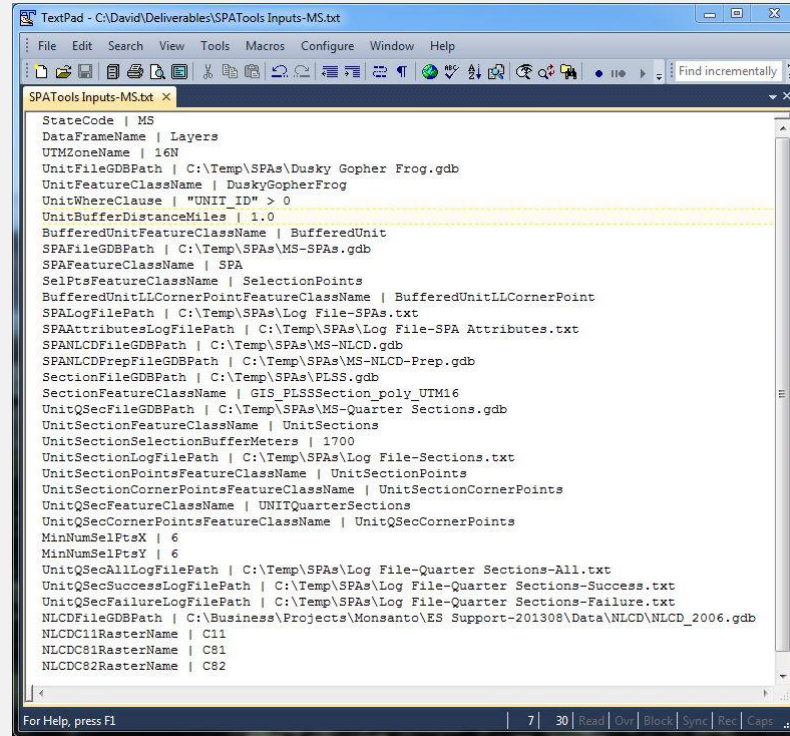 TextPad - C:\David\Deliverables\SPATools Inputs-MS.txt
File Edit Search View Tools Macros Configure Window Help
Find incrementally
SPATools Inputs-MS.txt
StateCode | MS
DataFrameName | Layers
UTMZoneName | 16N
UnitFileGDBPath | C:\Temp\SPAs\Dusky Gopher Frog.gdb
UnitFeatureClassName | DuskyGopherFrog
UnitWhereClause | "UNIT_ID" > 0
UnitBufferDistanceMiles | 1.0
BufferedUnitFeatureClassName | BufferedUnit
SPAFileGDBPath | C:\Temp\SPAs\MS-SPAs.gdb
SPAFeatureClassName | SPA
SelPtsFeatureClassName | SelectionPoints
BufferedUnitLLCornerPointFeatureClassName | BufferedUnitLLCornerPoint
SPALogFilePath | C:\Temp\SPAs\Log File-SPAs.txt
SPAAttributesLogFilePath | C:\Temp\SPAs\Log File-SPA Attributes.txt
SPANLCDFileGDBPath | C:\Temp\SPAs\MS-NLCD.gdb
SPANLCDPrepFileGDBPath | C:\Temp\SPAs\MS-NLCD-Prep.gdb
SectionFileGDBPath | C:\Temp\SPAs\PLSS.gdb
SectionFeatureClassName | GIS_PLSSSection_poly_UTM16
UnitQSecFileGDBPath | C:\Temp\SPAs\MS-Quarter Sections.gdb
UnitSectionFeatureClassName | UnitSections
UnitSectionSelectionBufferMeters | 1700
UnitSectionLogFilePath | C:\Temp\SPAs\Log File-Sections.txt
UnitSectionPointsFeatureClassName | UnitSectionPoints
UnitSectionCornerPointsFeatureClassName | UnitSectionCornerPoints
UnitQSecFeatureClassName | UNITQuarterSections
UnitQSecCornerPointsFeatureClassName | UnitQSecCornerPoints
MinNumSelPtsX | 6
MinNumSelPtsY | 6
UnitQSecAllLogFilePath | C:\Temp\SPAs\Log File-Quarter Sections-All.txt
UnitQSecSuccessLogFilePath | C:\Temp\SPAs\Log File-Quarter Sections-Success.txt
UnitQSecFailureLogFilePath | C:\Temp\SPAs\Log File-Quarter Sections-Failure.txt
NLCDFileGDBPath | C:\Business\Projects\Monsanto\ES Support-201308\Data\NLCD\NLCD_2006.gdb
NLCDC11RasterName | C11
NLCDC81RasterName | C81
NLCDC82RasterName | C82
For Help, press F1 7 30 Read Ovr Block Sync Rec Caps